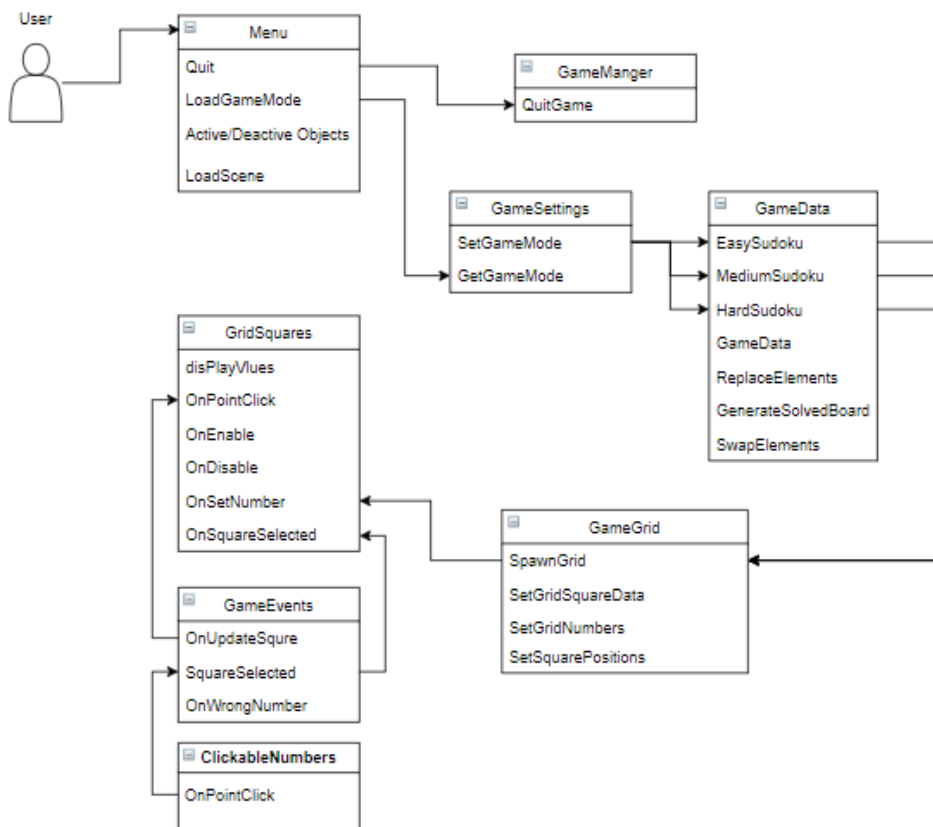 User
Menu
Quit
LoadGameMode
Active/Deactive Objects
LoadScene
GameManger
QuitGame
GameSettings
SetGameMode
GetGameMode
GameData
EasySudoku
MediumSudoku
HardSudoku
GameData
ReplaceElements
GenerateSolvedBoard
SwapElements
GridSquares
disPlayVlues
OnPointClick
OnEnable
OnDisable
OnSetNumber
OnSquareSelected
GameGrid
SpawnGrid
SetGridSquareData
SetGridNumbers
SetSquarePositions
GameEvents
OnUpdateSqure
SquareSelected
OnWrongNumber
ClickableNumbers
OnPointClick